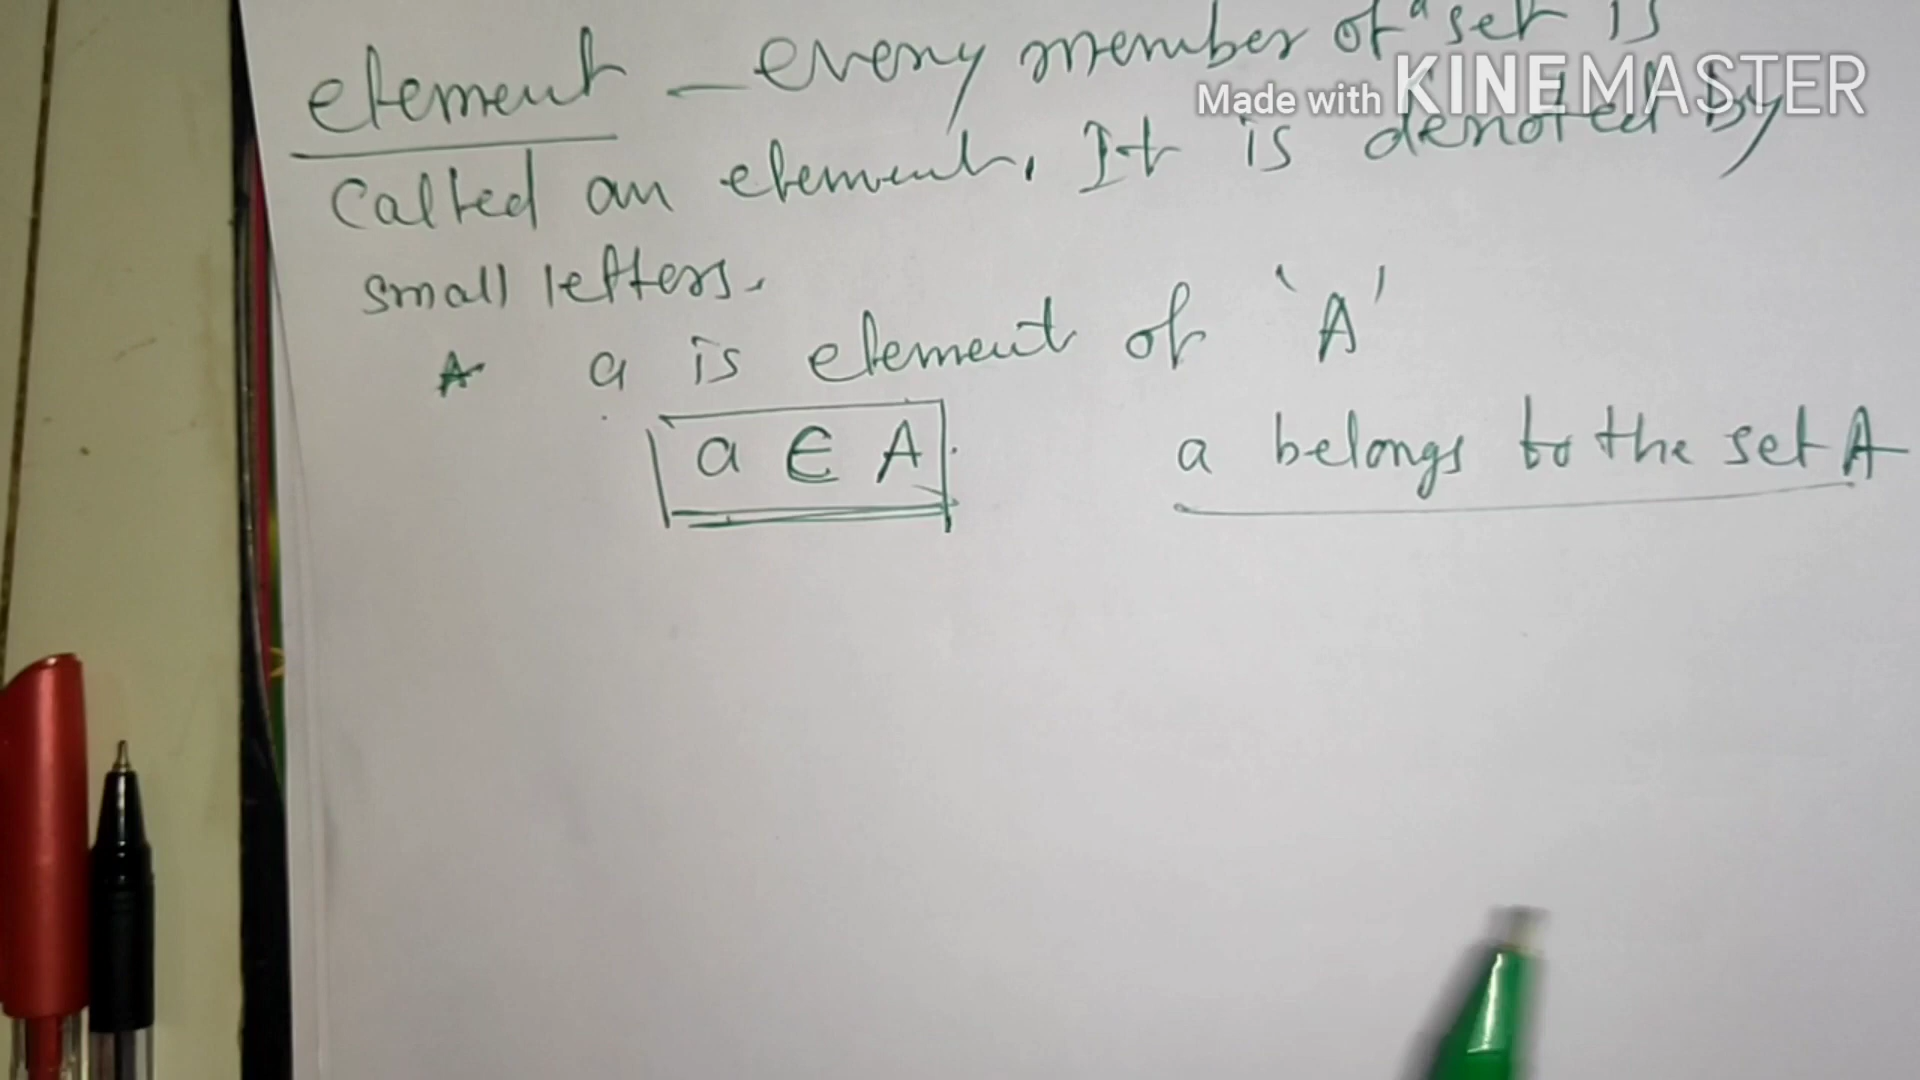 element - every member of a set is
Made with KINEMASTER
called an element. It is denoted by
small letters.
A a is element of 'A'
a ∈ A. a belongs to the set A